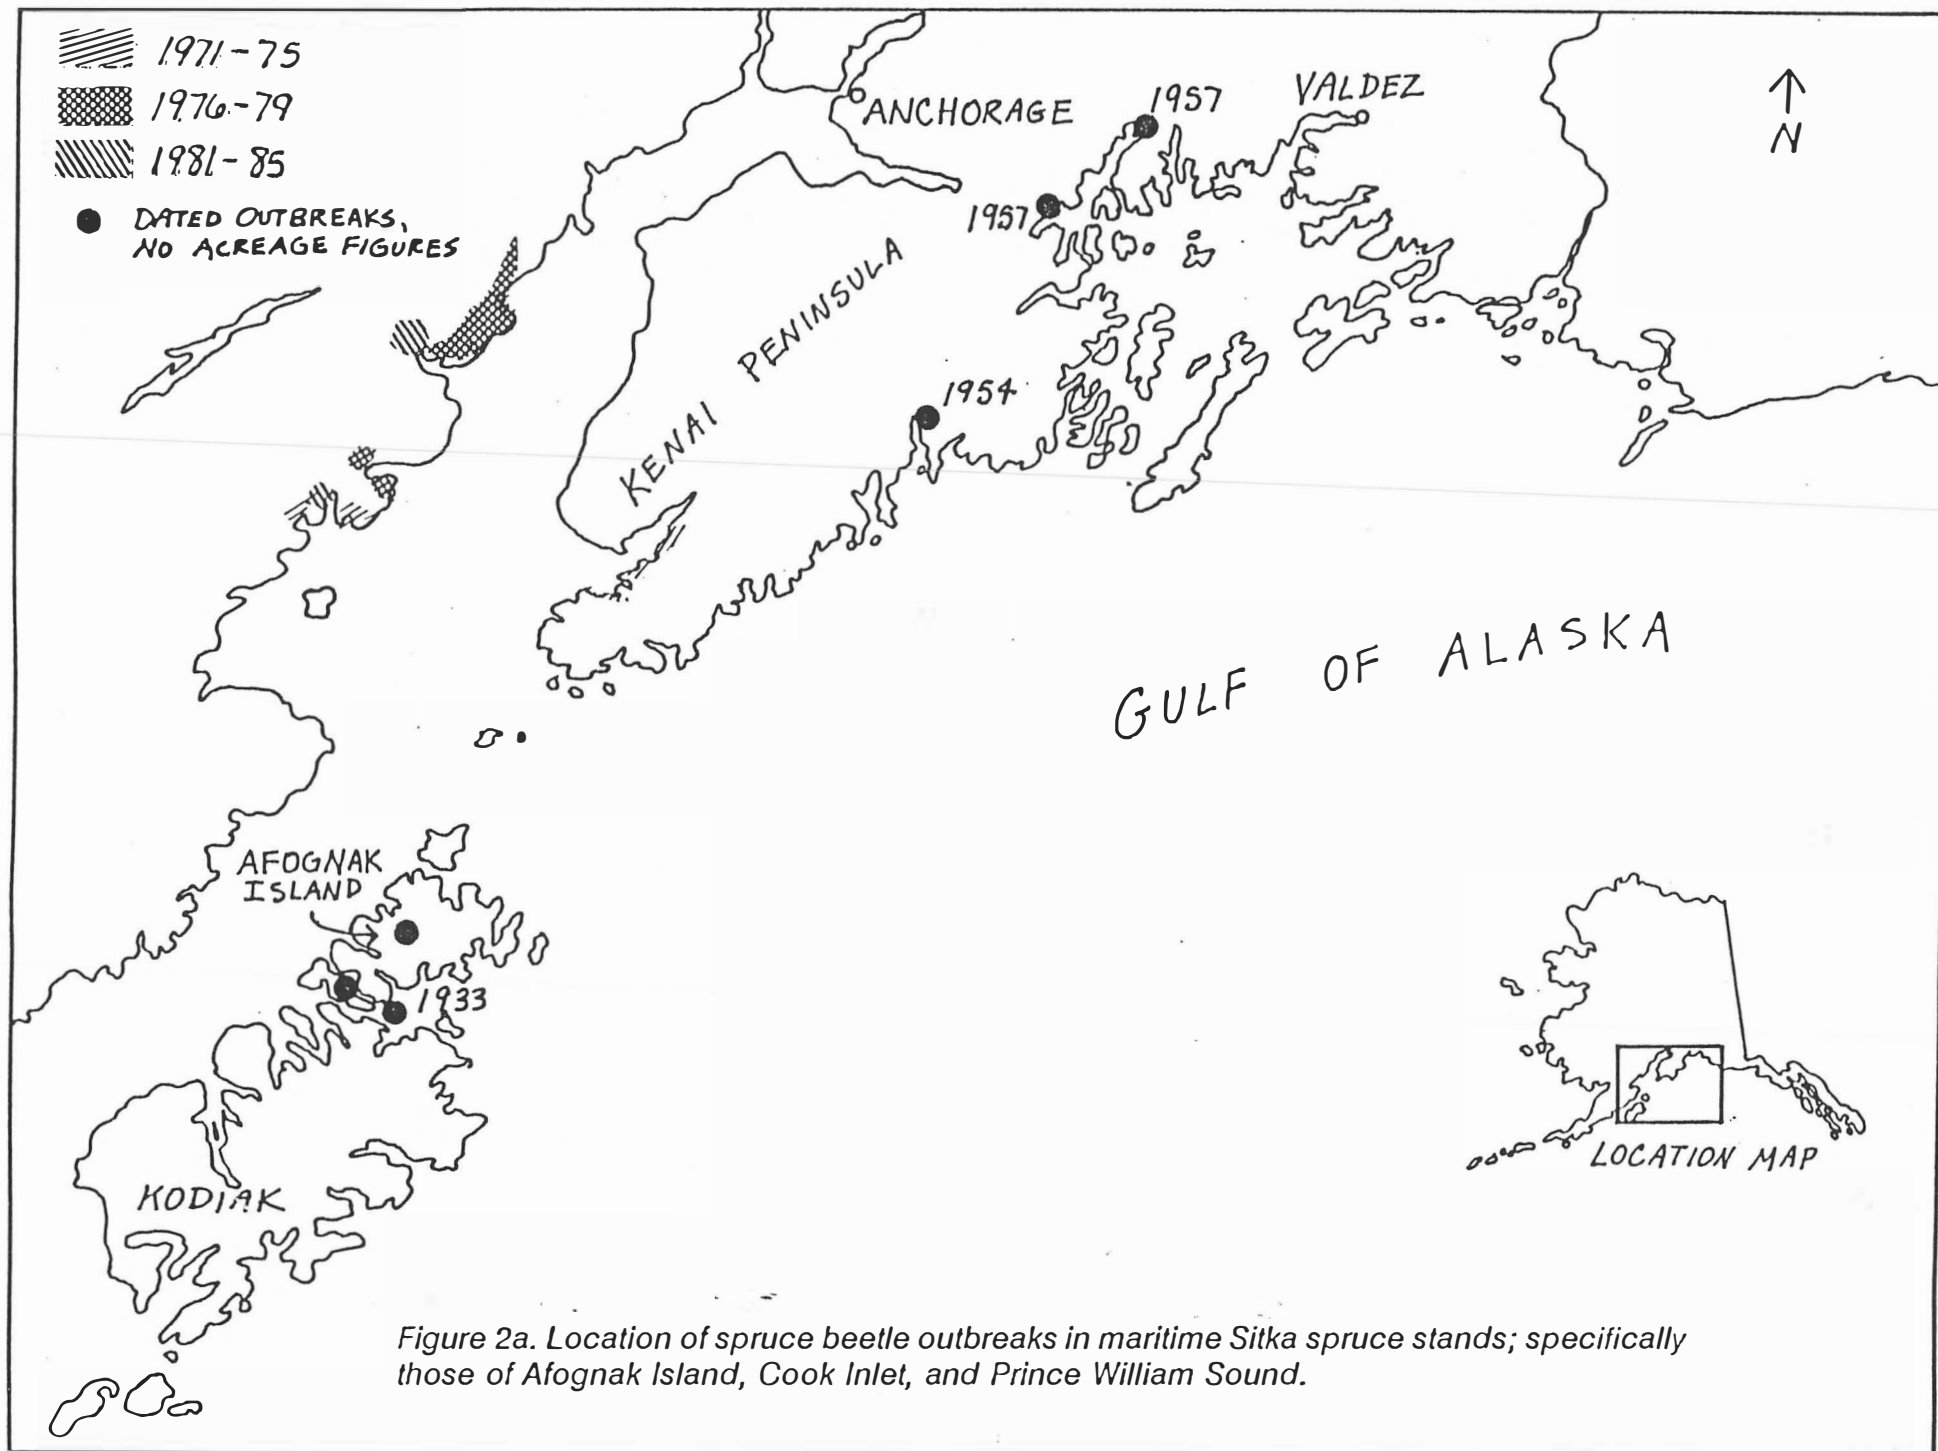 1971-75
1976-79
1981-85
DATED OUTBREAKS,
NO ACREAGE FIGURES
ANCHORAGE
1957
VALDEZ
N
1957
KENAI PENINSULA
1954
GULF OF ALASKA
AFOGNAK
ISLAND
1933
KODIAK
LOCATION MAP
Figure 2a. Location of spruce beetle outbreaks in maritime Sitka spruce stands; specifically
those of Afognak Island, Cook Inlet, and Prince William Sound.